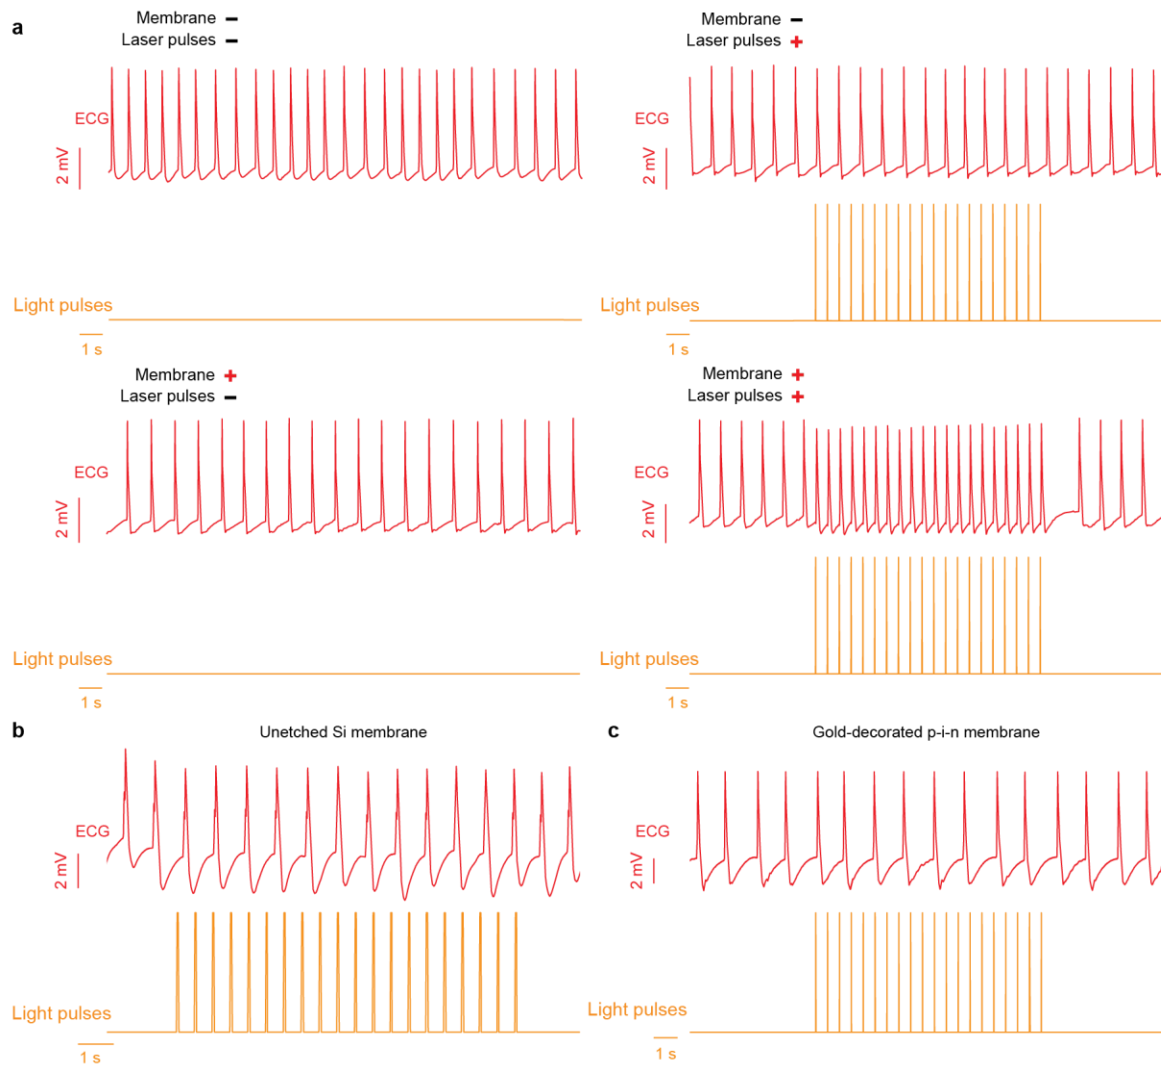 a
Membrane −
Laser pulses −
ECG
2 mV
Light pulses
1 s
Membrane −
Laser pulses +
ECG
2 mV
Light pulses
1 s
Membrane +
Laser pulses −
ECG
2 mV
Light pulses
1 s
Membrane +
Laser pulses +
ECG
2 mV
Light pulses
1 s
b
Unetched Si membrane
ECG
2 mV
Light pulses
1 s
c
Gold-decorated p-i-n membrane
ECG
2 mV
Light pulses
1 s